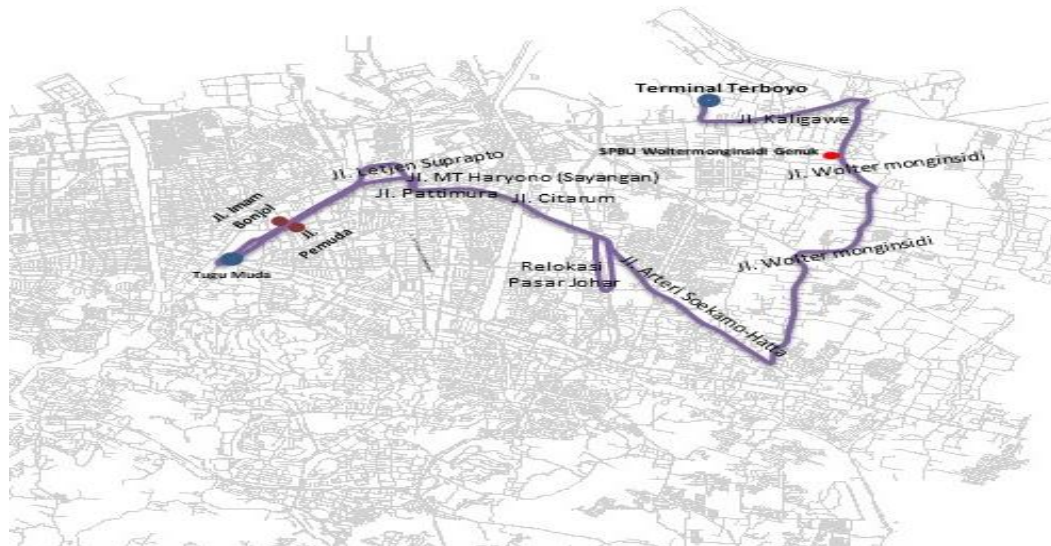 Terminal Terboyo
Jl. Kaligawe
SPBU Woltermonginsidi Genuk
Jl. Wolter monginsidi
Jl. Letjen Suprapto
Jl. MT Haryono (Sayangan)
Jl. Pattimura
Jl. Citarum
Jl. Imam
Bonjol
Jl.
Pemuda
Tugu Muda
Jl. Wolter monginsidi
Relokasi
Pasar Johar
Jl. Arteri Soekarno-Hatta